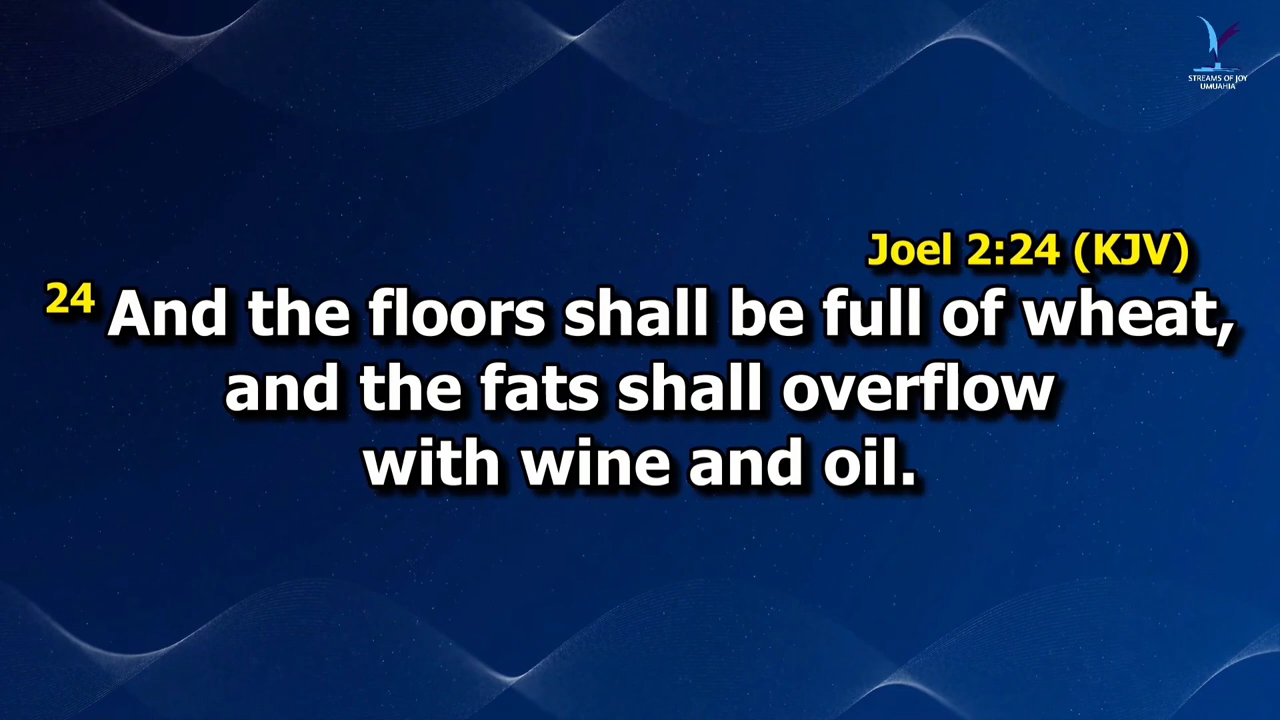 STREAMS OF JOY
UMUAHIA
Joel 2:24 (KJV)
24 And the floors shall be full of wheat,
and the fats shall overflow
with wine and oil.